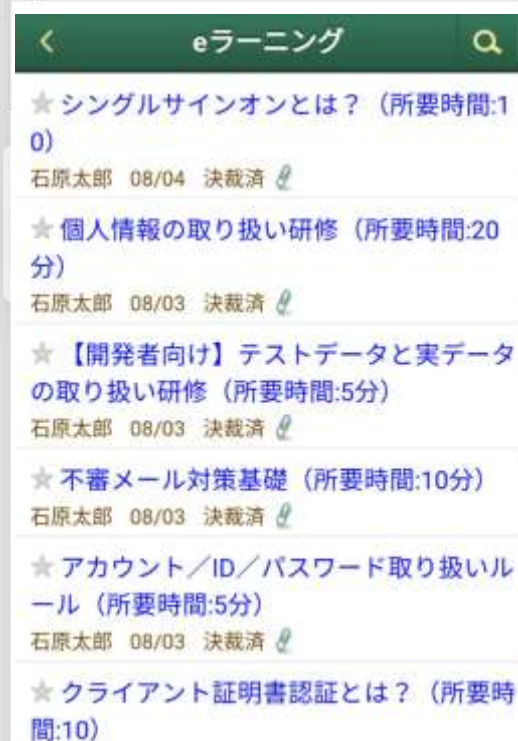 eラーニング
シングルサインオンとは？（所要時間:1
0)
石原太郎 08/04 決裁済
個人情報の取り扱い研修（所要時間:20
分）
石原太郎 08/03 決裁済
【開発者向け】テストデータと実データ
の取り扱い研修（所要時間:5分）
石原太郎 08/03 決裁済
不審メール対策基礎（所要時間:10分）
石原太郎 08/03 決裁済
アカウント／ID／パスワード取り扱いル
ール（所要時間:5分）
石原太郎 08/03 決裁済
クライアント証明書認証とは？（所要時
間:10)